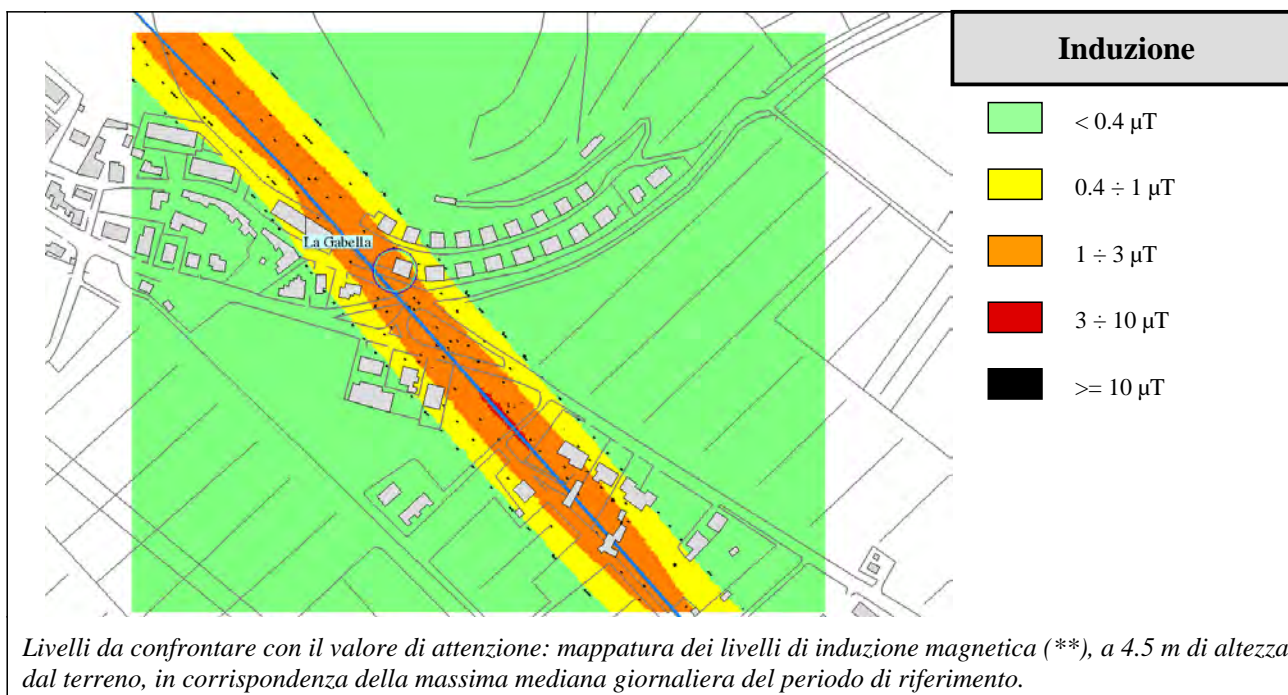 Induzione
< 0.4 µT
0.4 ÷ 1 µT
1 ÷ 3 µT
3 ÷ 10 µT
>= 10 µT
La Gabella
Livelli da confrontare con il valore di attenzione: mappatura dei livelli di induzione magnetica (**), a 4.5 m di altezza
dal terreno, in corrispondenza della massima mediana giornaliera del periodo di riferimento.